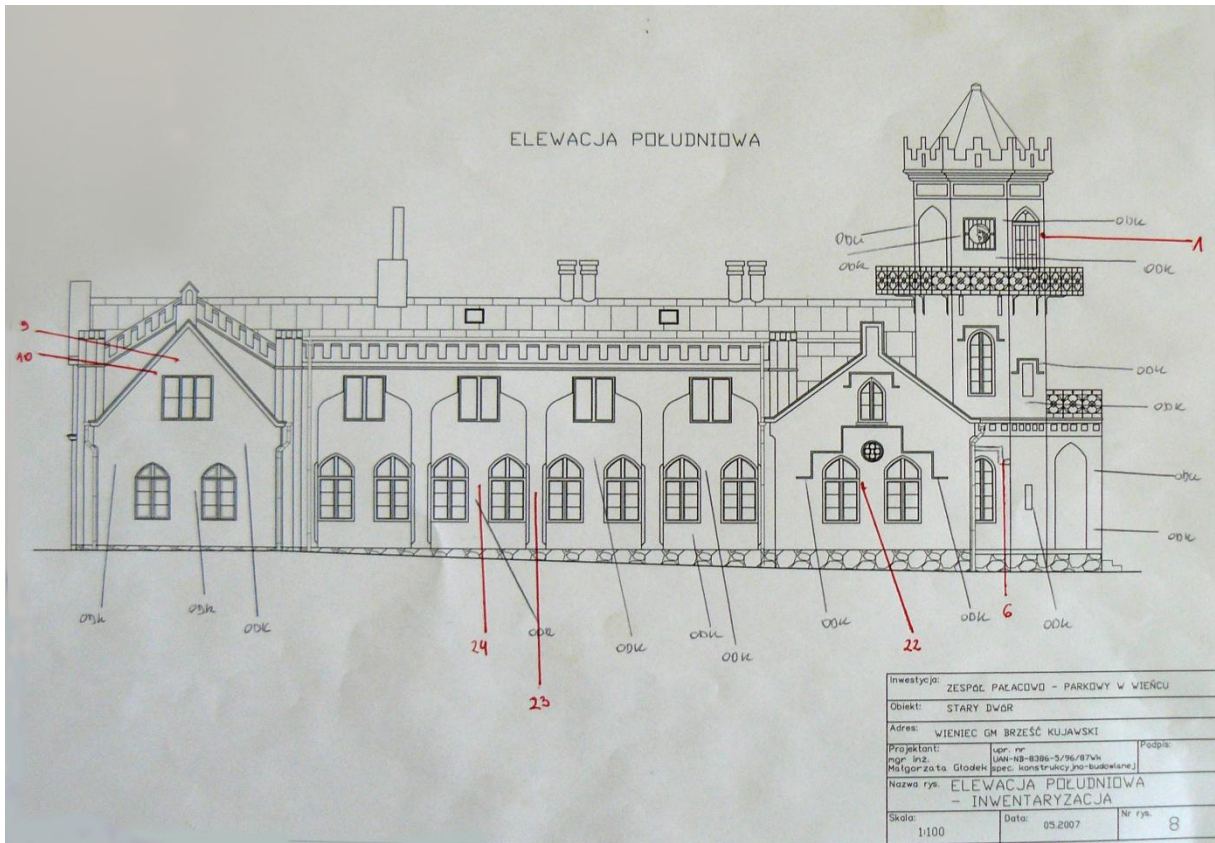 ELEWACJA POŁUDNIOWA
ODK
ODK
1
ODK
ODK
9
10
ODK
ODK
ODK
6
ODK
ODK
ODK
ODK
ODK
24
ODK
ODK
ODK
ODK
ODK
22
ODK
ODK
23
Inwestycja: ZESPÓŁ PAŁACOWO - PARKOWY W WIEŃCU
Obiekt: STARY DWÓR
Adres: WIENIEC GM BRZEŚĆ KUJAWSKI
Projektant: upr. nr Podpis:
mgr inż. UAN-NB-8386-5/96/87Wk
Małgorzata Głodek spec. konstrukcyjno-budowlanej
Nazwa rys. ELEWACJA POŁUDNIOWA
- INWENTARYZACJA
Skala: Data: Nr rys.
1:100 05.2007 8